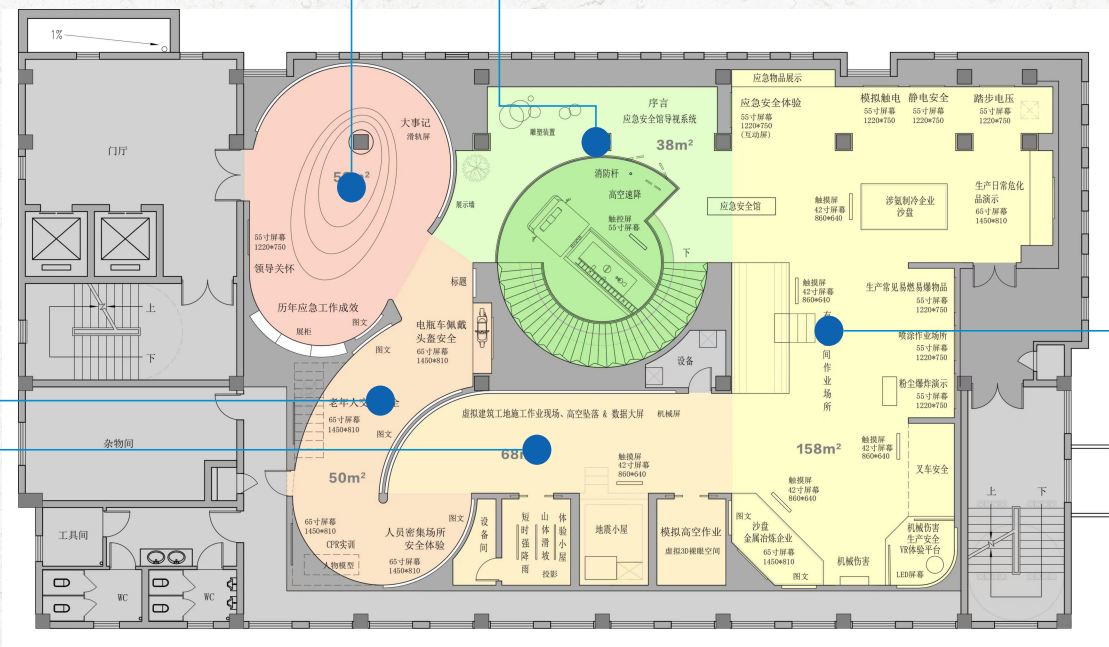 1%
门厅
上
下
杂物间
工具间
WC
WC
大事记
滑轨屏
55寸屏幕
1220*750
领导关怀
历年应急工作成效
展柜
图文
序言
应急安全馆导视系统
雕塑装置
38m²
展示墙
消防杆
高空速降
触控屏
55寸屏幕
下
应急安全馆
设备
标题
电瓶车佩戴
头盔安全
65寸屏幕
1450*810
图文
65寸屏幕
1450*810
图文
50m²
65寸屏幕
1450*810
CPR实训
人物模型
人员密集场所
安全体验
65寸屏幕
1450*810
图文
虚拟建筑工地施工作业现场、高空坠落 & 数据大屏
机械屏
触摸屏
42寸屏幕
860*640
设备间
短时强降雨
山体滑坡
体验小屋
投影
地震小屋
模拟高空作业
虚拟3D裸眼空间
应急物品展示
应急安全体验
55寸屏幕
1220*750
(互动屏)
模拟触电
55寸屏幕
1220*750
静电安全
55寸屏幕
1220*750
踏步电压
55寸屏幕
1220*750
触摸屏
42寸屏幕
860*640
涉氨制冷企业
沙盘
生产日常危化
品演示
65寸屏幕
1450*810
触摸屏
42寸屏幕
860*640
生产常见易燃易爆物品
55寸屏幕
1220*750
间作业场所
喷涂作业场所
55寸屏幕
1220*750
粉尘爆炸演示
55寸屏幕
1220*750
158m²
触摸屏
42寸屏幕
860*640
叉车安全
触摸屏
42寸屏幕
860*640
图文
沙盘
金属冶炼企业
65寸屏幕
1450*810
图文
机械伤害
机械伤害
生产安全
VR体验平台
LED屏幕
上
下